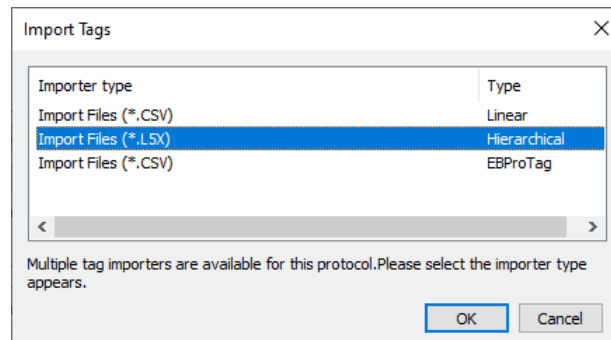 Import Tags
Importer type Type
Import Files (*.CSV) Linear
Import Files (*.L5X) Hierarchical
Import Files (*.CSV) EBProTag
Multiple tag importers are available for this protocol.Please select the importer type
appears.
OK Cancel